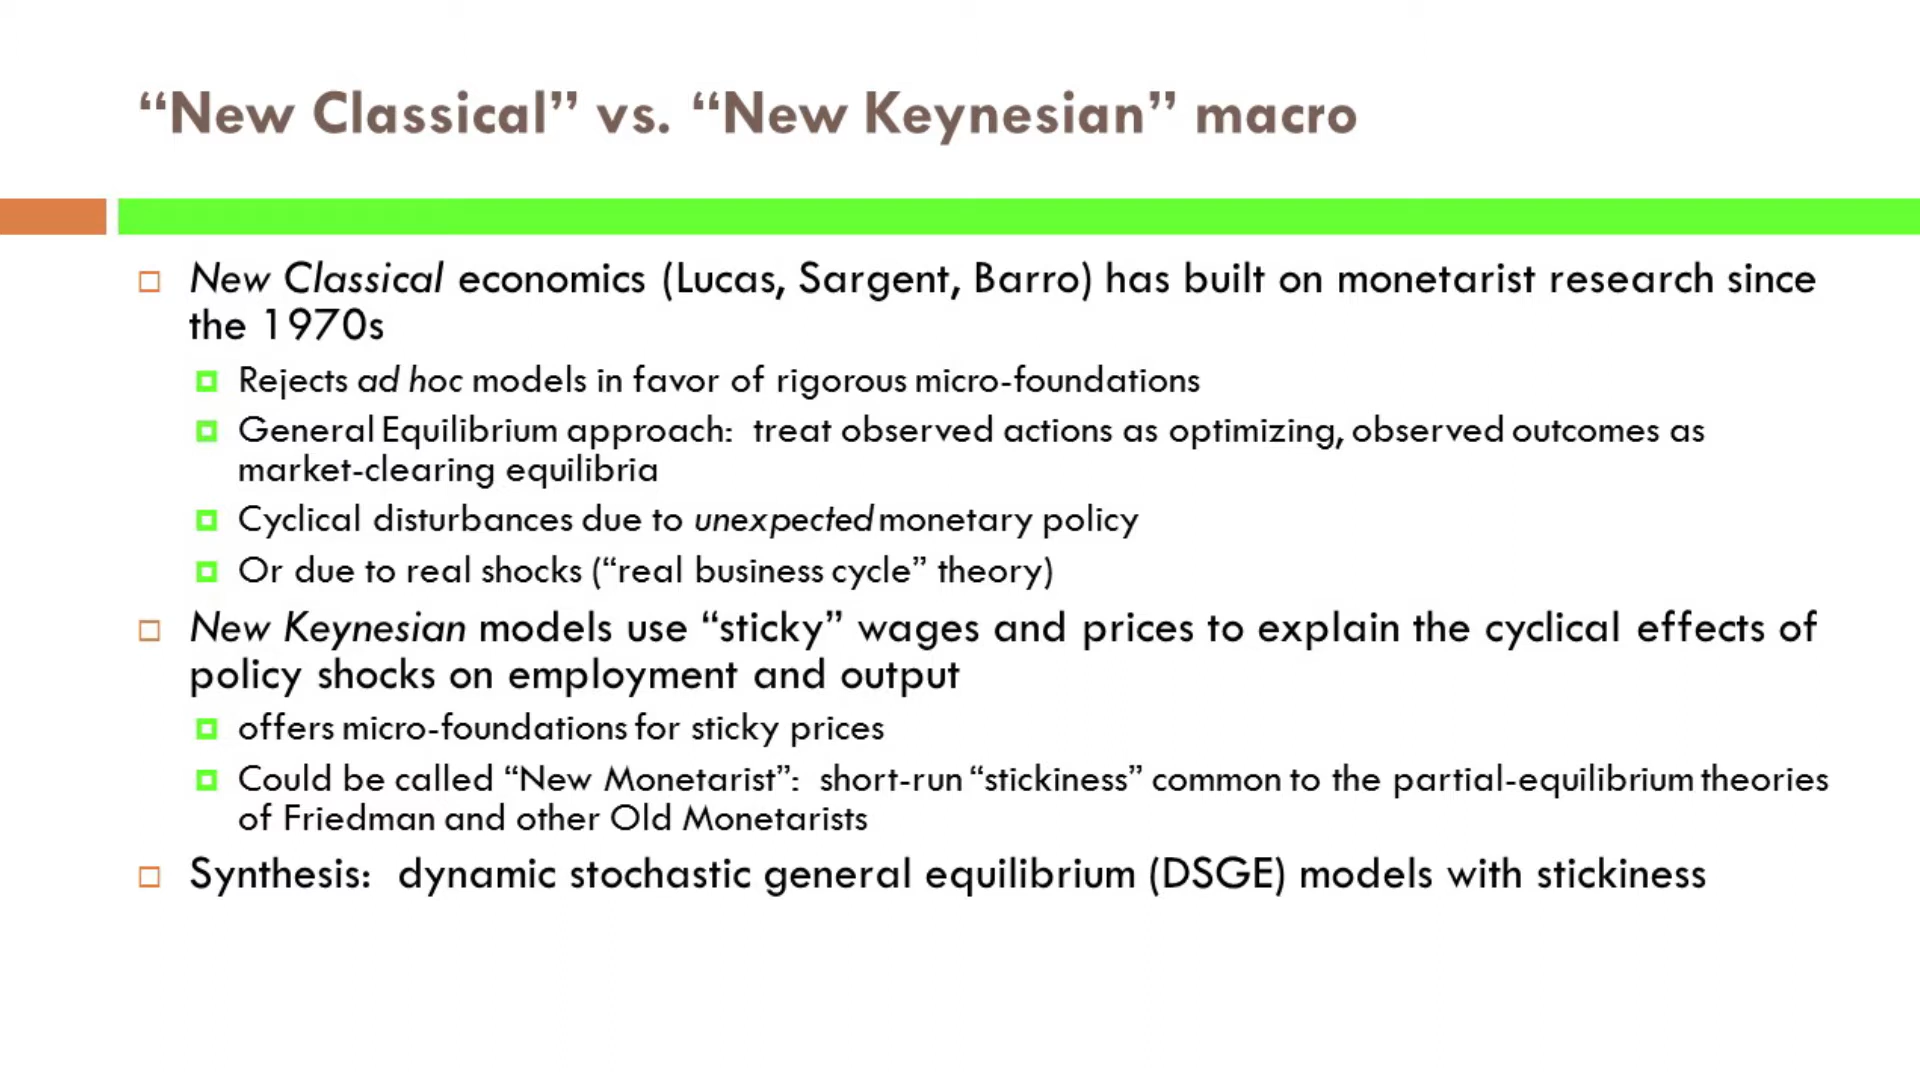 “New Classical” vs. “New Keynesian” macro
New Classical economics (Lucas, Sargent, Barro) has built on monetarist research since
the 1970s
Rejects ad hoc models in favor of rigorous micro-foundations
General Equilibrium approach: treat observed actions as optimizing, observed outcomes as
market-clearing equilibria
Cyclical disturbances due to unexpected monetary policy
Or due to real shocks (“real business cycle” theory)
New Keynesian models use “sticky” wages and prices to explain the cyclical effects of
policy shocks on employment and output
offers micro-foundations for sticky prices
Could be called “New Monetarist”: short-run “stickiness” common to the partial-equilibrium theories
of Friedman and other Old Monetarists
Synthesis: dynamic stochastic general equilibrium (DSGE) models with stickiness